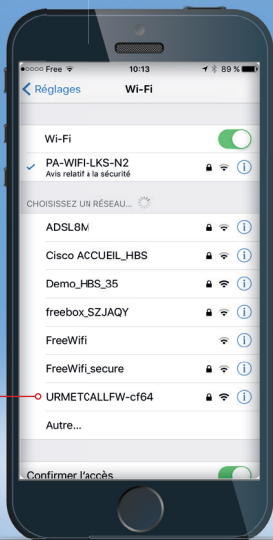 Free 10:13 89 %
Réglages Wi-Fi
Wi-Fi
PA-WIFI-LKS-N2
Avis relatif à la sécurité
CHOISISSEZ UN RÉSEAU...
ADSL8M
Cisco ACCUEIL_HBS
Demo_HBS_35
freebox_SZJAQY
FreeWifi
FreeWifi_secure
URMETCALLFW-cf64
Autre...
Confirmer l'accès